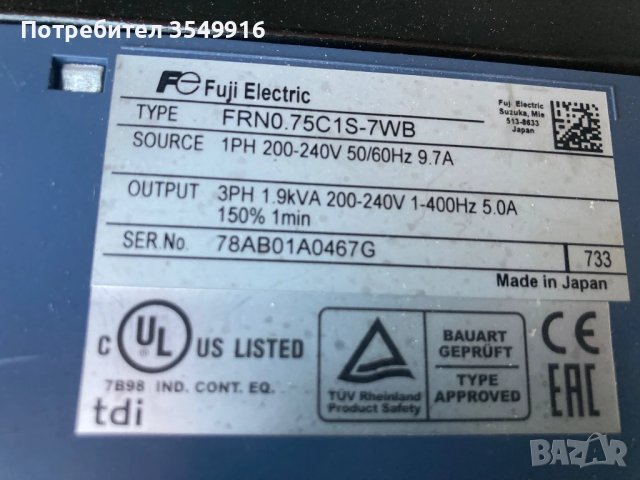 Потребител 3549916
Fe Fuji Electric
Fuji Electric
Suzuka, Mie
513-8633
Japan
TYPE FRN0.75C1S-7WB
SOURCE 1PH 200-240V 50/60Hz 9.7A
OUTPUT 3PH 1.9kVA 200-240V 1-400Hz 5.0A
150% 1min
SER No. 78AB01A0467G 733
Made in Japan
C UL US LISTED
7B98 IND. CONT. EQ.
tdi
TÜV Rheinland
Product Safety
BAUART
GEPRÜFT
TYPE
APPROVED
CE
EAC
BAZAR